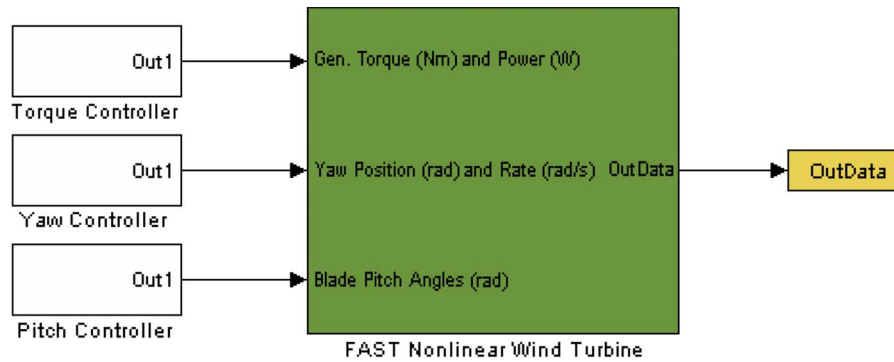 Out1
Torque Controller
Out1
Yaw Controller
Out1
Pitch Controller
Gen. Torque (Nm) and Power (W)
Yaw Position (rad) and Rate (rad/s) OutData
Blade Pitch Angles (rad)
FAST Nonlinear Wind Turbine
OutData